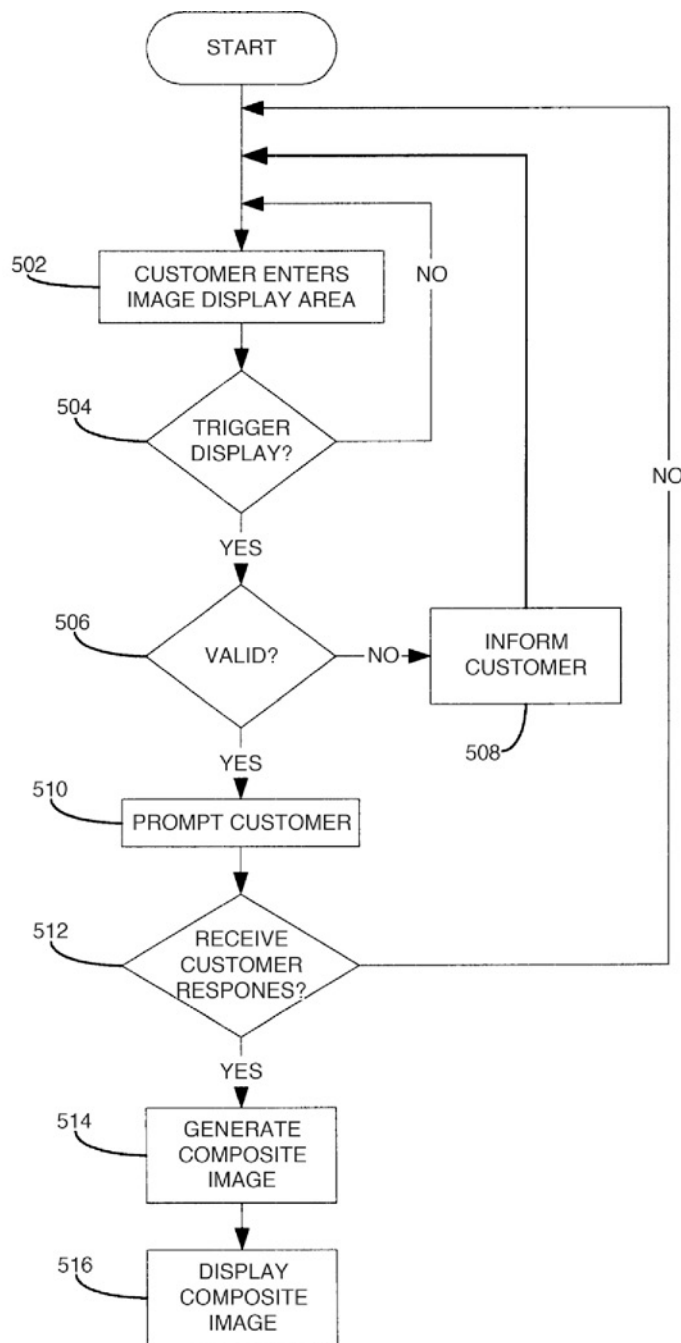 START
502
CUSTOMER ENTERS
IMAGE DISPLAY AREA
NO
504
TRIGGER
DISPLAY?
NO
YES
506
VALID?
NO
INFORM
CUSTOMER
508
YES
510
PROMPT CUSTOMER
512
RECEIVE
CUSTOMER
RESPONES?
YES
514
GENERATE
COMPOSITE
IMAGE
516
DISPLAY
COMPOSITE
IMAGE